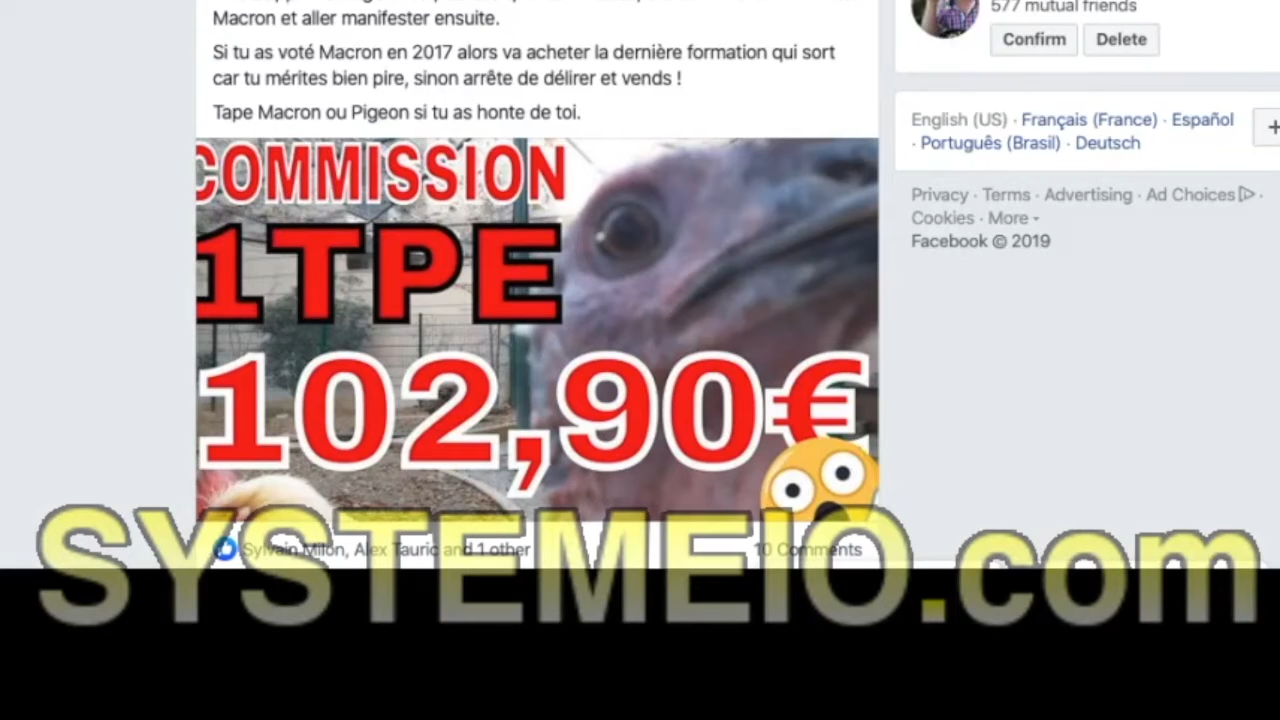 Macron et aller manifester ensuite.
Si tu as voté Macron en 2017 alors va acheter la dernière formation qui sort
car tu mérites bien pire, sinon arrête de délirer et vends !
Tape Macron ou Pigeon si tu as honte de toi.
COMMISSION
1TPE
102,90€
Sylvain Milon, Alex Tauric and 1 other
10 Comments
577 mutual friends
Confirm
Delete
English (US) · Français (France) · Español
· Português (Brasil) · Deutsch
Privacy · Terms · Advertising · Ad Choices ·
Cookies · More
Facebook © 2019
SYSTEMEIO.com